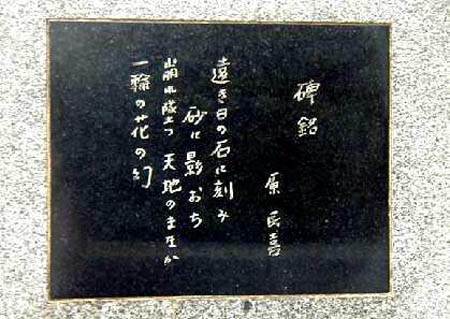 碑銘
原民喜
遠き日の石に刻み
砂に影おち
崩れ墜つ 天地のまなか
一輪の花の幻